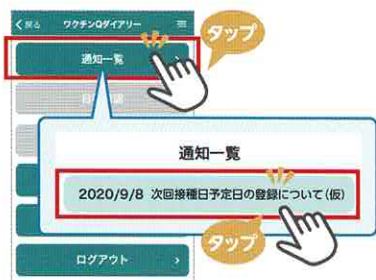 戻る
ワクチンQダイアリー
タップ
通知一覧
通知一覧
2020/9/8 次回接種日予定日の登録について(仮)
タップ
ログアウト